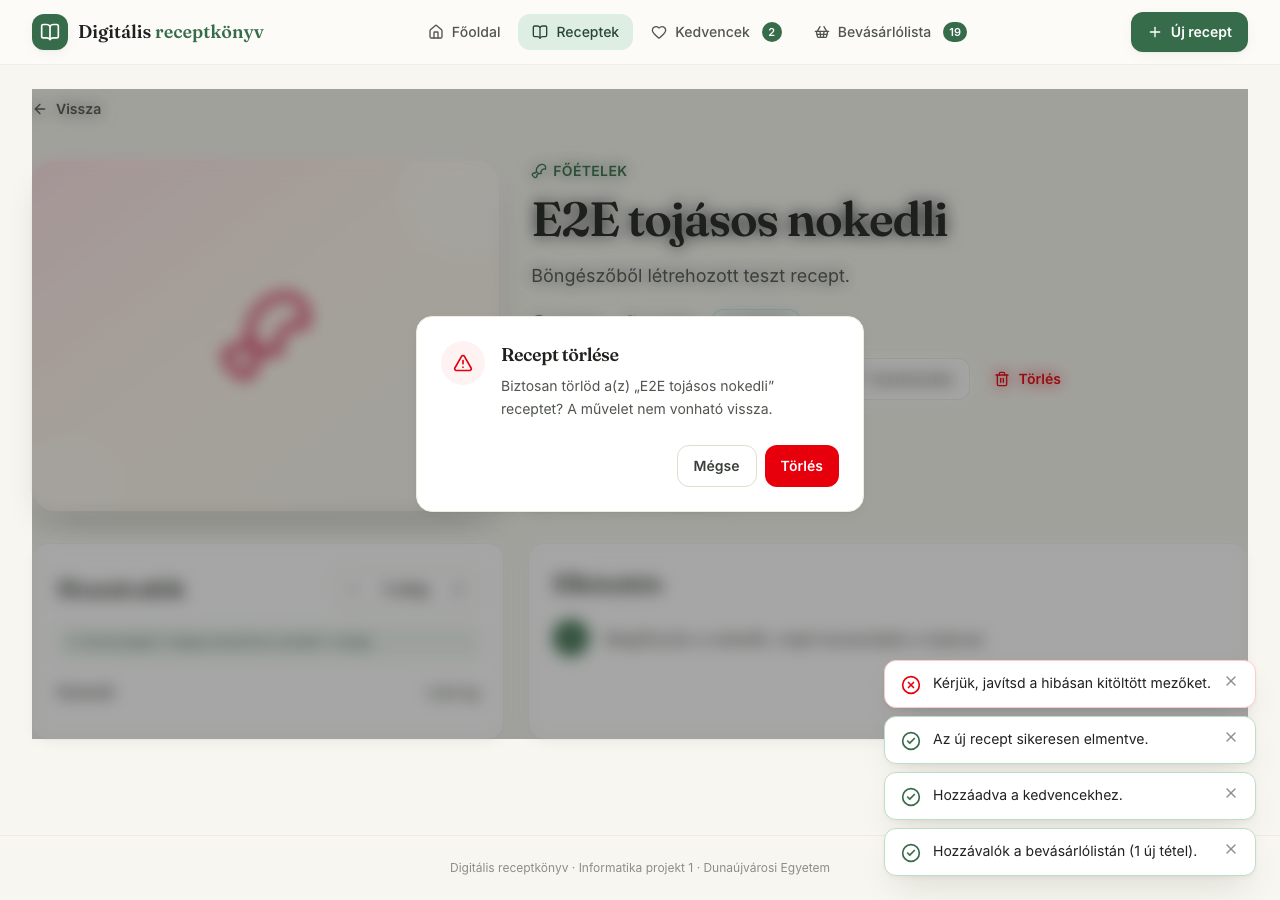 Digitális receptkönyv
Főoldal
Receptek
Kedvencek 2
Bevásárlólista 19
Új recept
Vissza
FŐÉTELEK
E2E tojásos nokedli
Böngészőből létrehozott teszt recept.
Törlés
Recept törlése
Biztosan törlöd a(z) „E2E tojásos nokedli”
receptet? A művelet nem vonható vissza.
Mégse
Törlés
Kérjük, javítsd a hibásan kitöltött mezőket.
Az új recept sikeresen elmentve.
Hozzáadva a kedvencekhez.
Hozzávalók a bevásárlólistán (1 új tétel).
Digitális receptkönyv · Informatika projekt 1 · Dunaújvárosi Egyetem